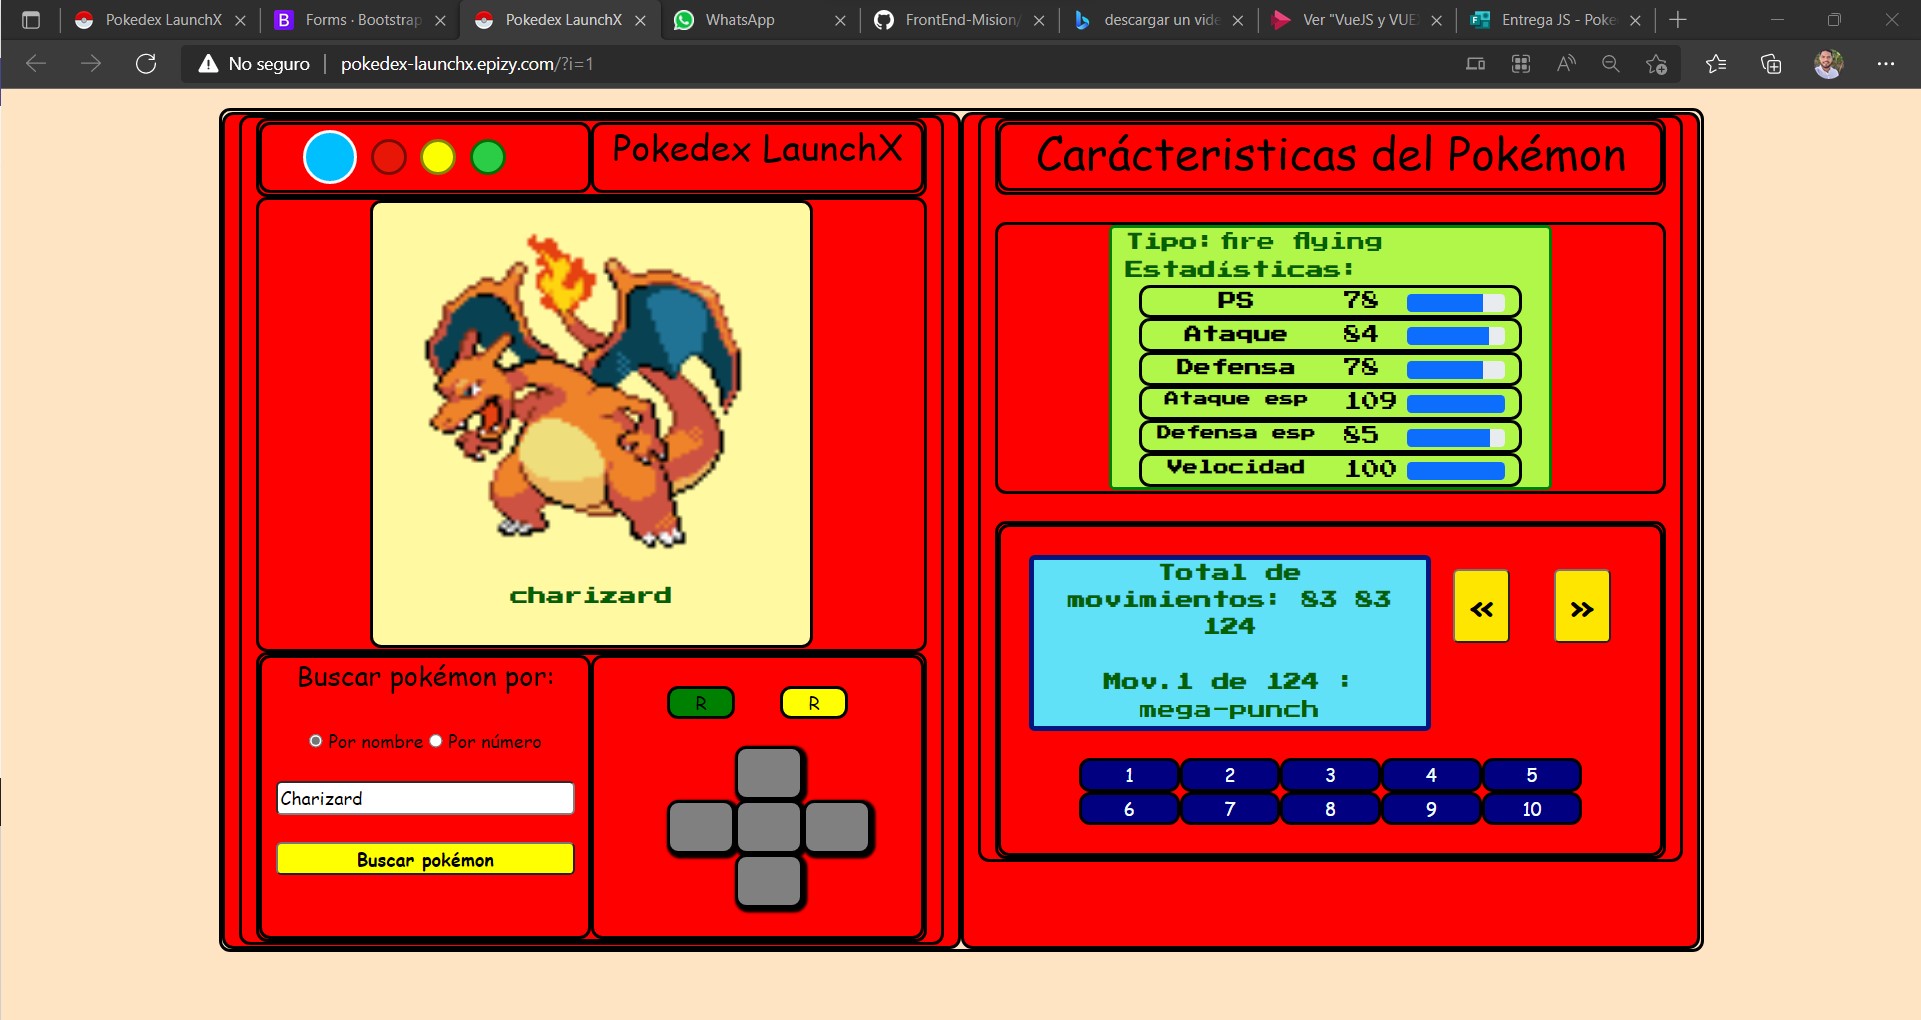 Pokedex LaunchX
Forms · Bootstrap
Pokedex LaunchX
WhatsApp
FrontEnd-Mision/
descargar un vide
Ver "VueJS y VUE
Entrega JS - Poke
No seguro
pokedex-launchx.epizy.com/?i=1
Pokedex LaunchX
charizard
Buscar pokémon por:
Por nombre Por número
Charizard
Buscar pokémon
R R
Carácteristicas del Pokémon
Tipo: fire flying
Estadísticas:
PS 78
Ataque 84
Defensa 78
Ataque esp 109
Defensa esp 85
Velocidad 100
Total de
movimientos: 83 83
124
Mov.1 de 124 :
mega-punch
« »
1 2 3 4 5
6 7 8 9 10